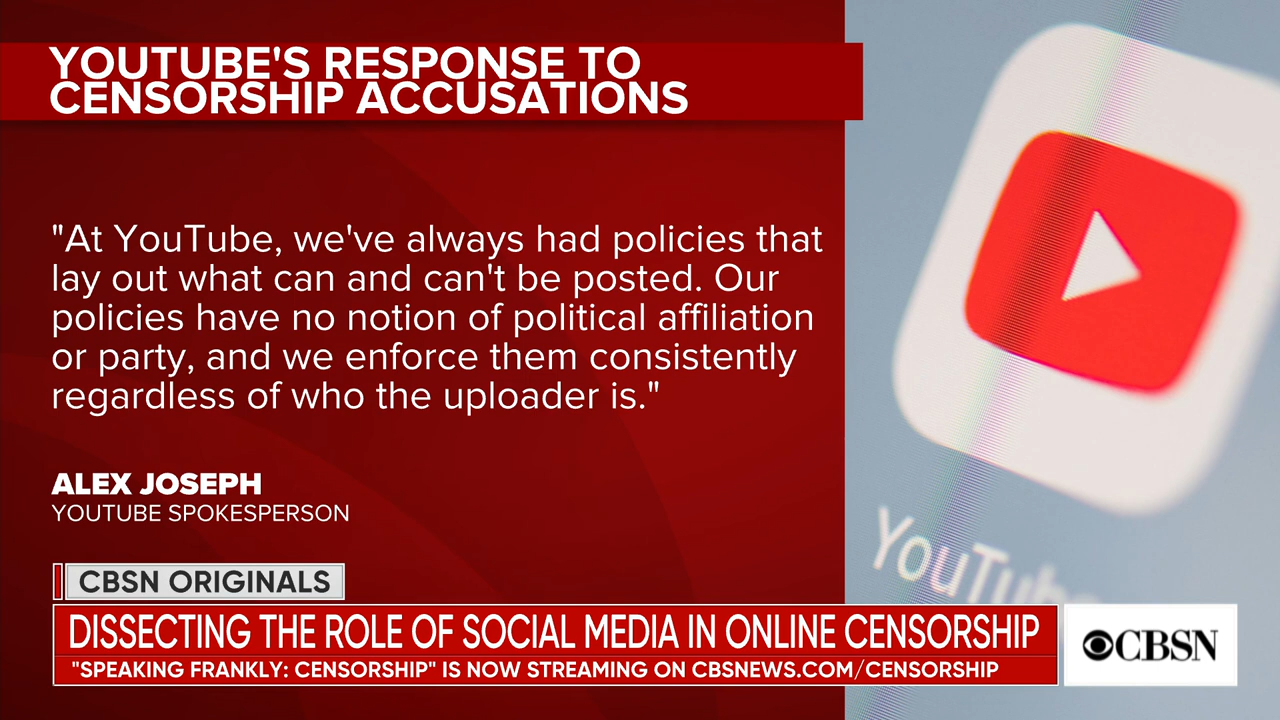 YOUTUBE'S RESPONSE TO
CENSORSHIP ACCUSATIONS
"At YouTube, we've always had policies that
lay out what can and can't be posted. Our
policies have no notion of political affiliation
or party, and we enforce them consistently
regardless of who the uploader is."
ALEX JOSEPH
YOUTUBE SPOKESPERSON
YouTube
CBSN ORIGINALS
DISSECTING THE ROLE OF SOCIAL MEDIA IN ONLINE CENSORSHIP
"SPEAKING FRANKLY: CENSORSHIP" IS NOW STREAMING ON CBSNEWS.COM/CENSORSHIP
CBSN